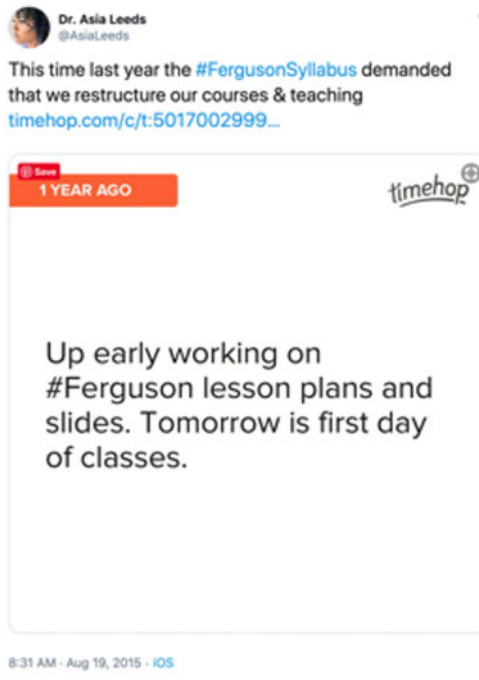 Dr. Asia Leeds
@AsiaLeeds
This time last year the #FergusonSyllabus demanded
that we restructure our courses & teaching
timehop.com/c/t:5017002999...
Save
1 YEAR AGO
timehop
Up early working on
#Ferguson lesson plans and
slides. Tomorrow is first day
of classes.
8:31 AM · Aug 19, 2015 · iOS